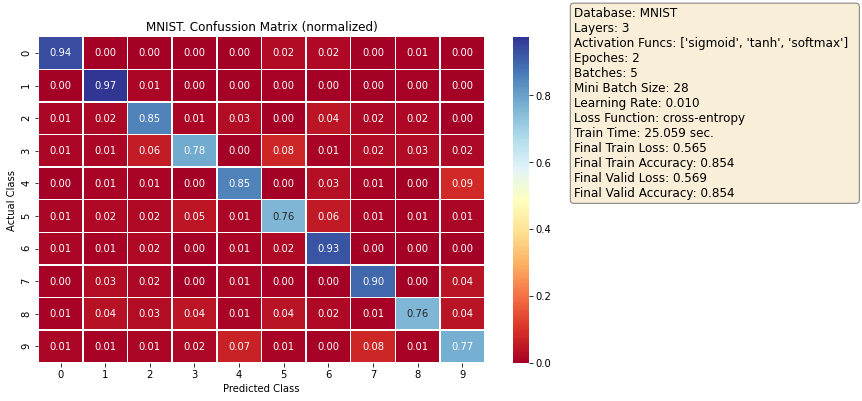 MNIST. Confussion Matrix (normalized)
0 0.94 0.00 0.00 0.00 0.00 0.02 0.02 0.00 0.01 0.00
1 0.00 0.97 0.01 0.00 0.00 0.00 0.00 0.00 0.00 0.00
2 0.01 0.02 0.85 0.01 0.03 0.00 0.04 0.02 0.02 0.00
3 0.01 0.01 0.06 0.78 0.00 0.08 0.01 0.02 0.03 0.02
4 0.00 0.01 0.01 0.00 0.85 0.00 0.03 0.01 0.00 0.09
5 0.01 0.02 0.02 0.05 0.01 0.76 0.06 0.01 0.01 0.01
6 0.01 0.01 0.02 0.00 0.01 0.02 0.93 0.00 0.00 0.00
7 0.00 0.03 0.02 0.00 0.01 0.00 0.00 0.90 0.00 0.04
8 0.01 0.04 0.03 0.04 0.01 0.04 0.02 0.01 0.76 0.04
9 0.01 0.01 0.01 0.02 0.07 0.01 0.00 0.08 0.01 0.77
0 1 2 3 4 5 6 7 8 9
Predicted Class
Actual Class
0.8
0.6
0.4
0.2
0.0
Database: MNIST
Layers: 3
Activation Funcs: ['sigmoid', 'tanh', 'softmax']
Epoches: 2
Batches: 5
Mini Batch Size: 28
Learning Rate: 0.010
Loss Function: cross-entropy
Train Time: 25.059 sec.
Final Train Loss: 0.565
Final Train Accuracy: 0.854
Final Valid Loss: 0.569
Final Valid Accuracy: 0.854